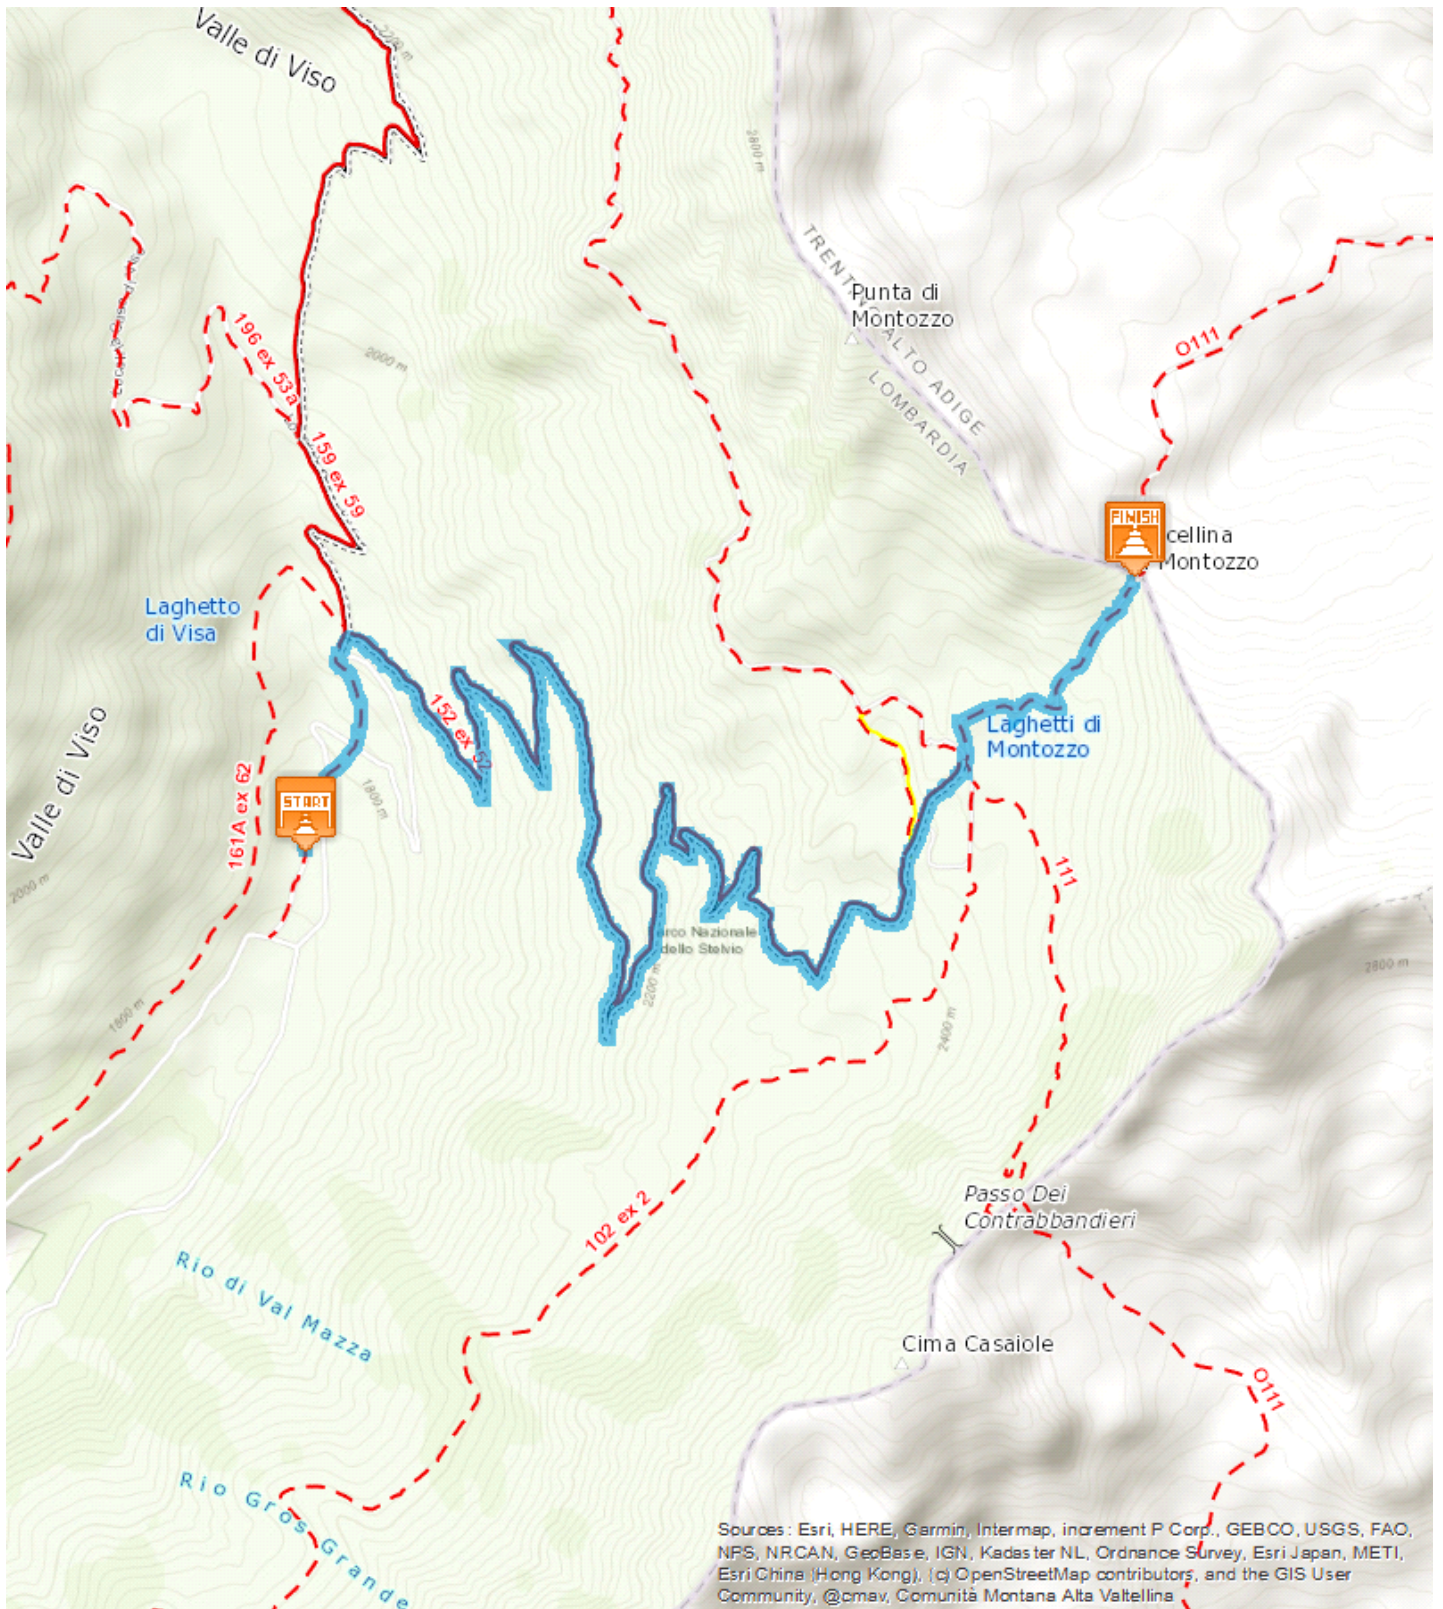 Valle di Viso
2200 m
2800 m
TRENTINO-ALTO ADIGE
LOMBARDIA
Punta di
Montozzo
O111
196 ex 53a
2000 m
159 ex 59
FINISH
cellina
Montozzo
Laghetto
di Visa
152 ex 52
Laghetti di
Montozzo
Valle di Viso
161A ex 62
START
1800 m
2000 m
111
arco Nazionale
dello Stelvio
2200 m
2800 m
1800 m
2400 m
Passo Dei
Contrabbandieri
102 ex 2
Rio di Val Mazza
Cima Casaiole
O111
Rio Gros Grande
Sources: Esri, HERE, Garmin, Intermap, increment P Corp., GEBCO, USGS, FAO,
NPS, NRCAN, GeoBase, IGN, Kadaster NL, Ordnance Survey, Esri Japan, METI,
Esri China (Hong Kong), (c) OpenStreetMap contributors, and the GIS User
Community, @cmav, Comunità Montana Alta Valtellina